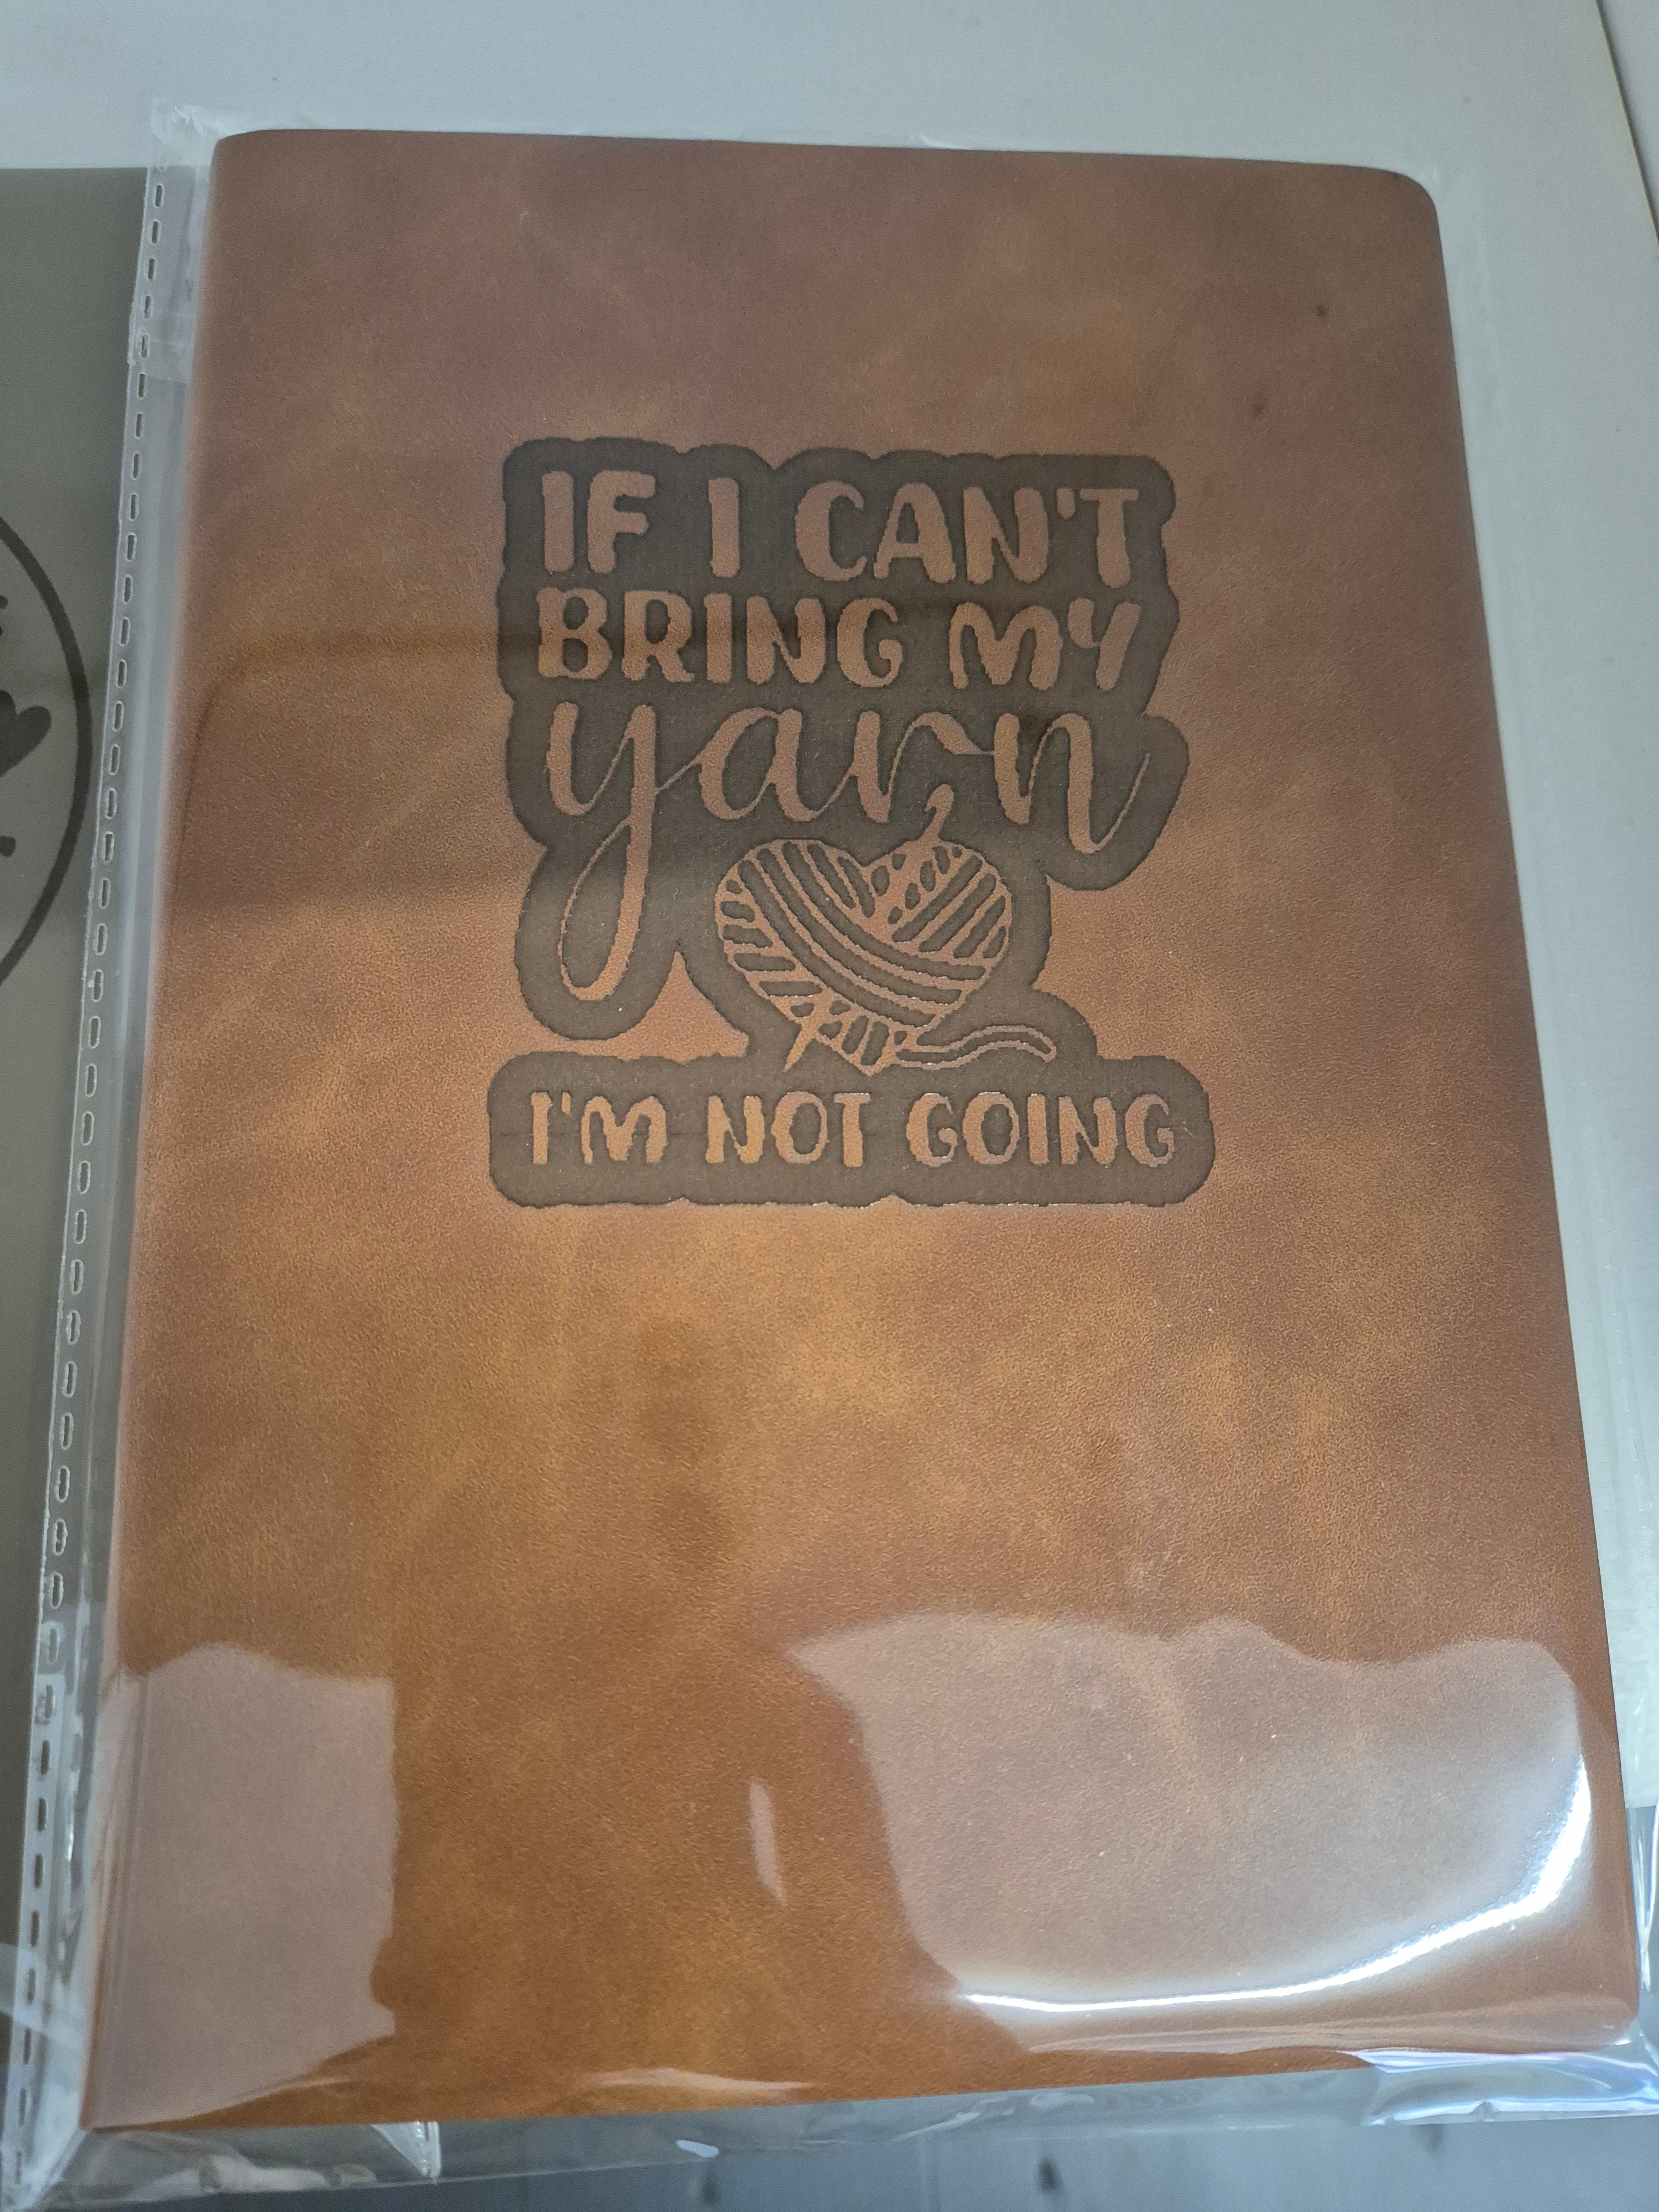 IF I CAN'T
BRING MY
yarn
I'M NOT GOING